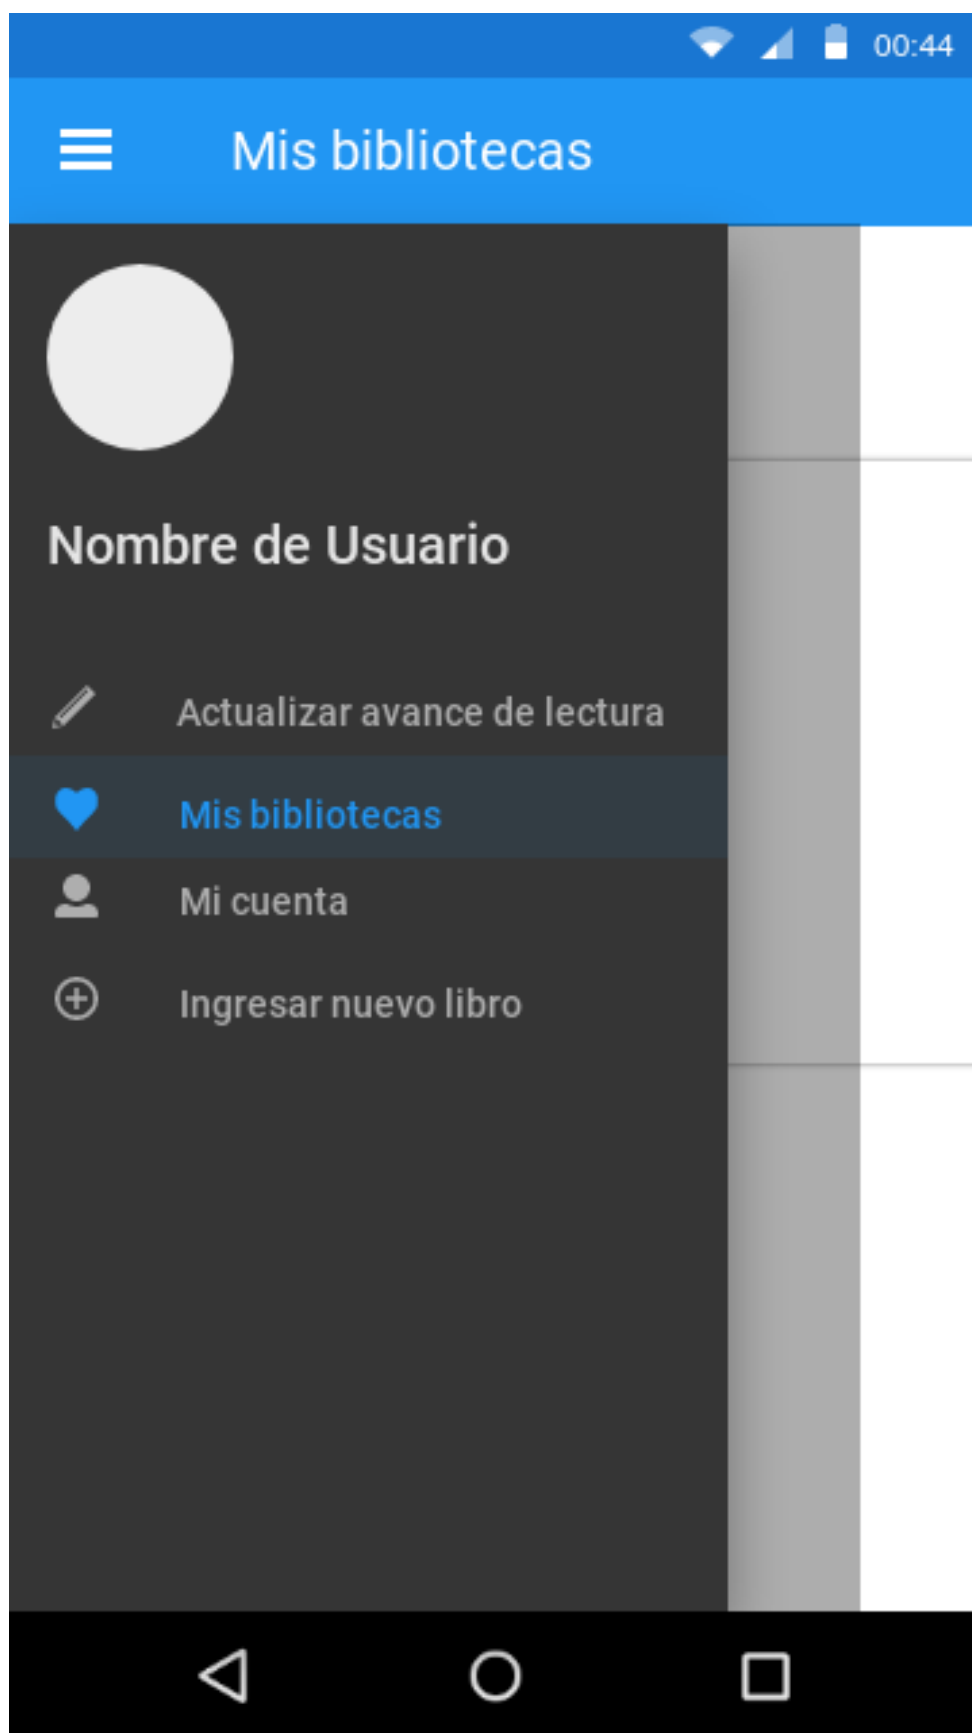 00:44
Mis bibliotecas
Nombre de Usuario
Actualizar avance de lectura
Mis bibliotecas
Mi cuenta
Ingresar nuevo libro